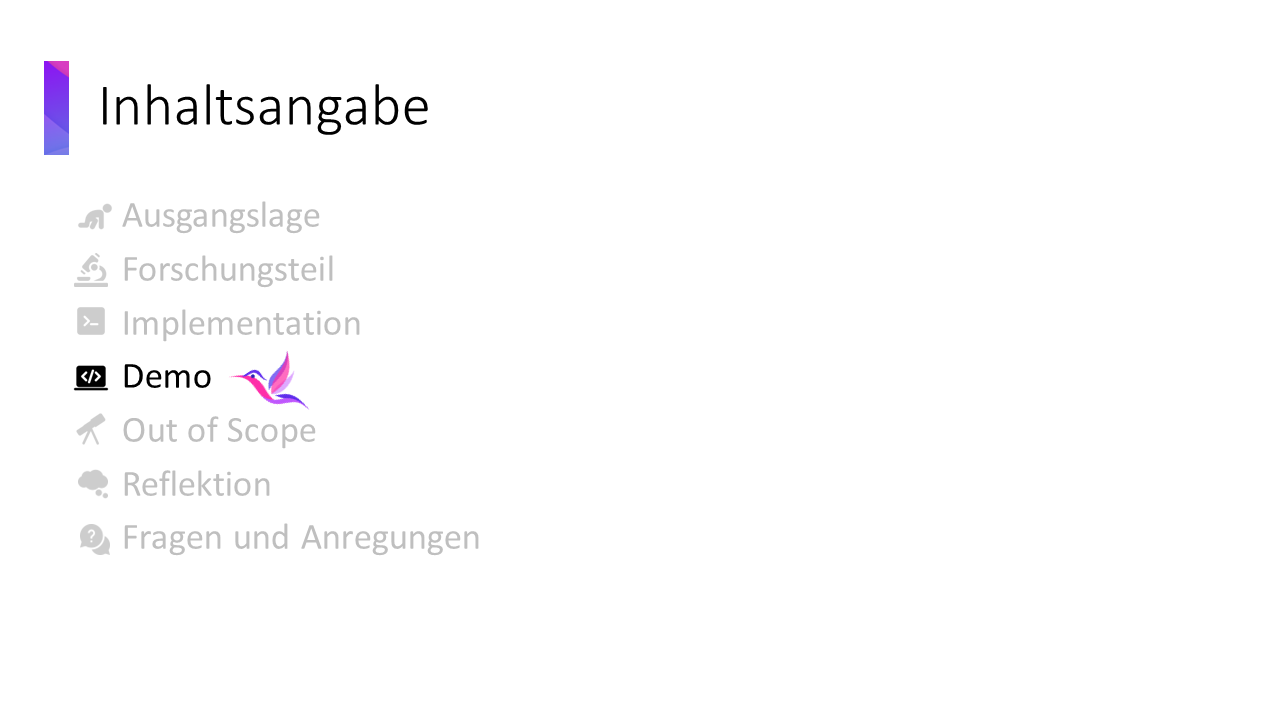 Inhaltsangabe
Ausgangslage
Forschungsteil
Implementation
Demo
Out of Scope
Reflektion
Fragen und Anregungen